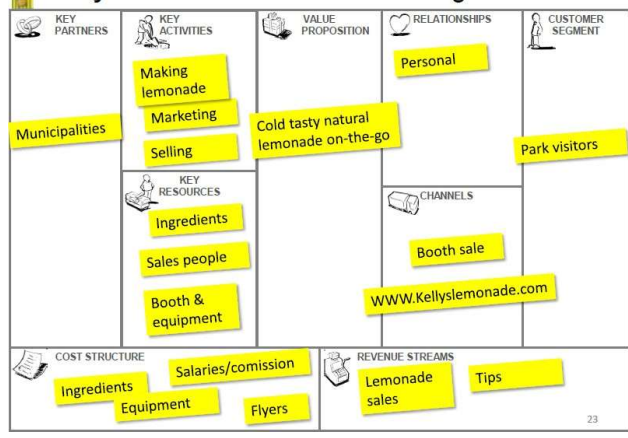 KEY
PARTNERS
Municipalities
KEY
ACTIVITIES
Making
lemonade
Marketing
Selling
KEY
RESOURCES
Ingredients
Sales people
Booth &
equipment
VALUE
PROPOSITION
Cold tasty natural
lemonade on-the-go
RELATIONSHIPS
Personal
CHANNELS
Booth sale
WWW.Kellyslemonade.com
CUSTOMER
SEGMENT
Park visitors
COST STRUCTURE
Ingredients
Salaries/comission
Equipment
Flyers
REVENUE STREAMS
Lemonade
sales
Tips
23